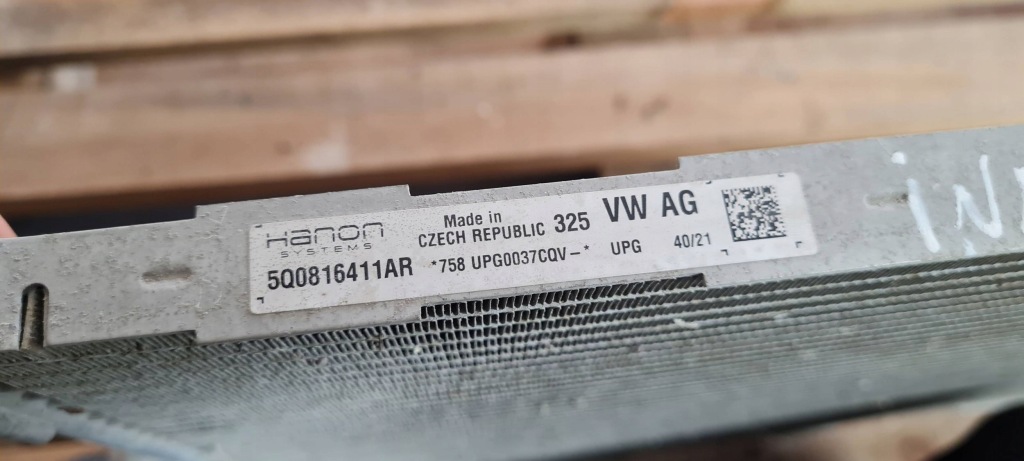 Hanon
SYSTEMS
Made in
CZECH REPUBLIC 325 VW AG
5Q0816411AR *758 UPG0037CQV-* UPG 40/21